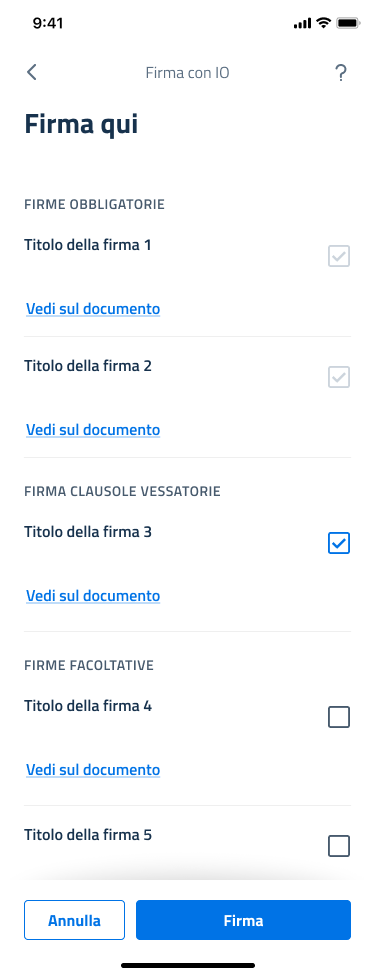 9:41
Firma con IO
?
Firma qui
FIRME OBBLIGATORIE
Titolo della firma 1
Vedi sul documento
Titolo della firma 2
Vedi sul documento
FIRMA CLAUSOLE VESSATORIE
Titolo della firma 3
Vedi sul documento
FIRME FACOLTATIVE
Titolo della firma 4
Vedi sul documento
Titolo della firma 5
Annulla
Firma